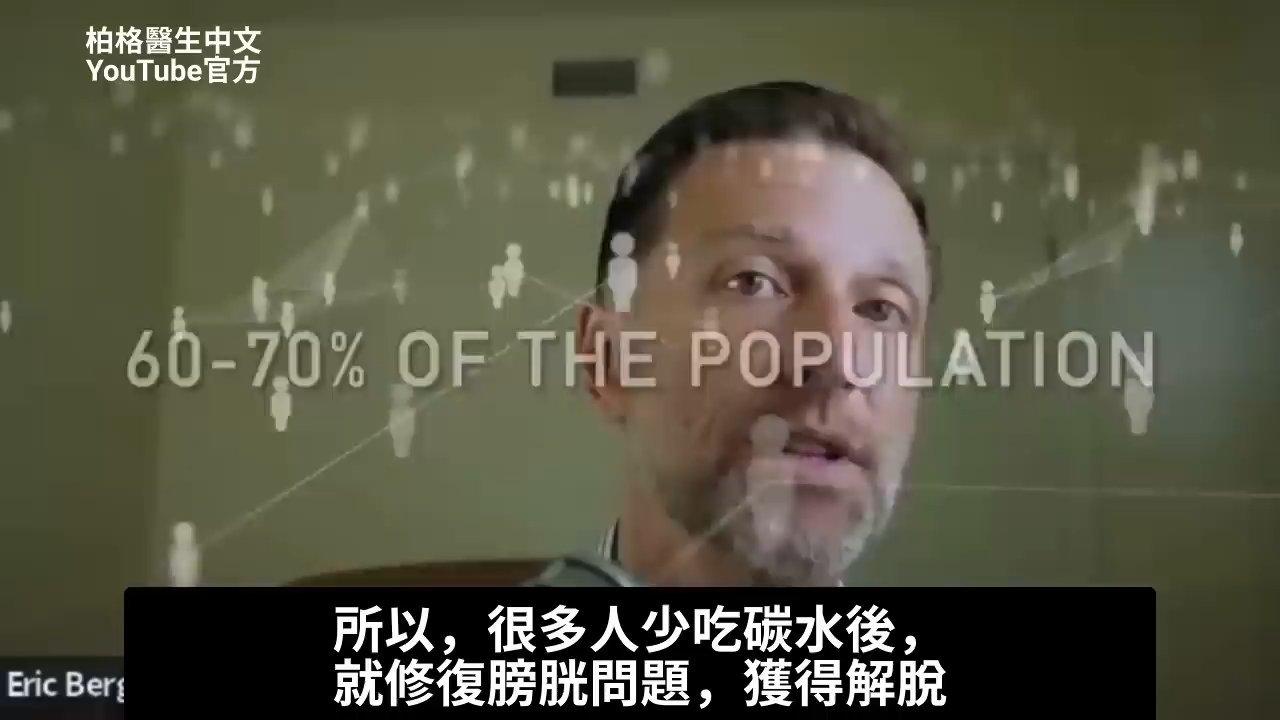 柏格醫生中文
YouTube官方
60-70% OF THE POPULATION
所以，很多人少吃碳水後，
就修復膀胱問題，獲得解脫
Eric Berg